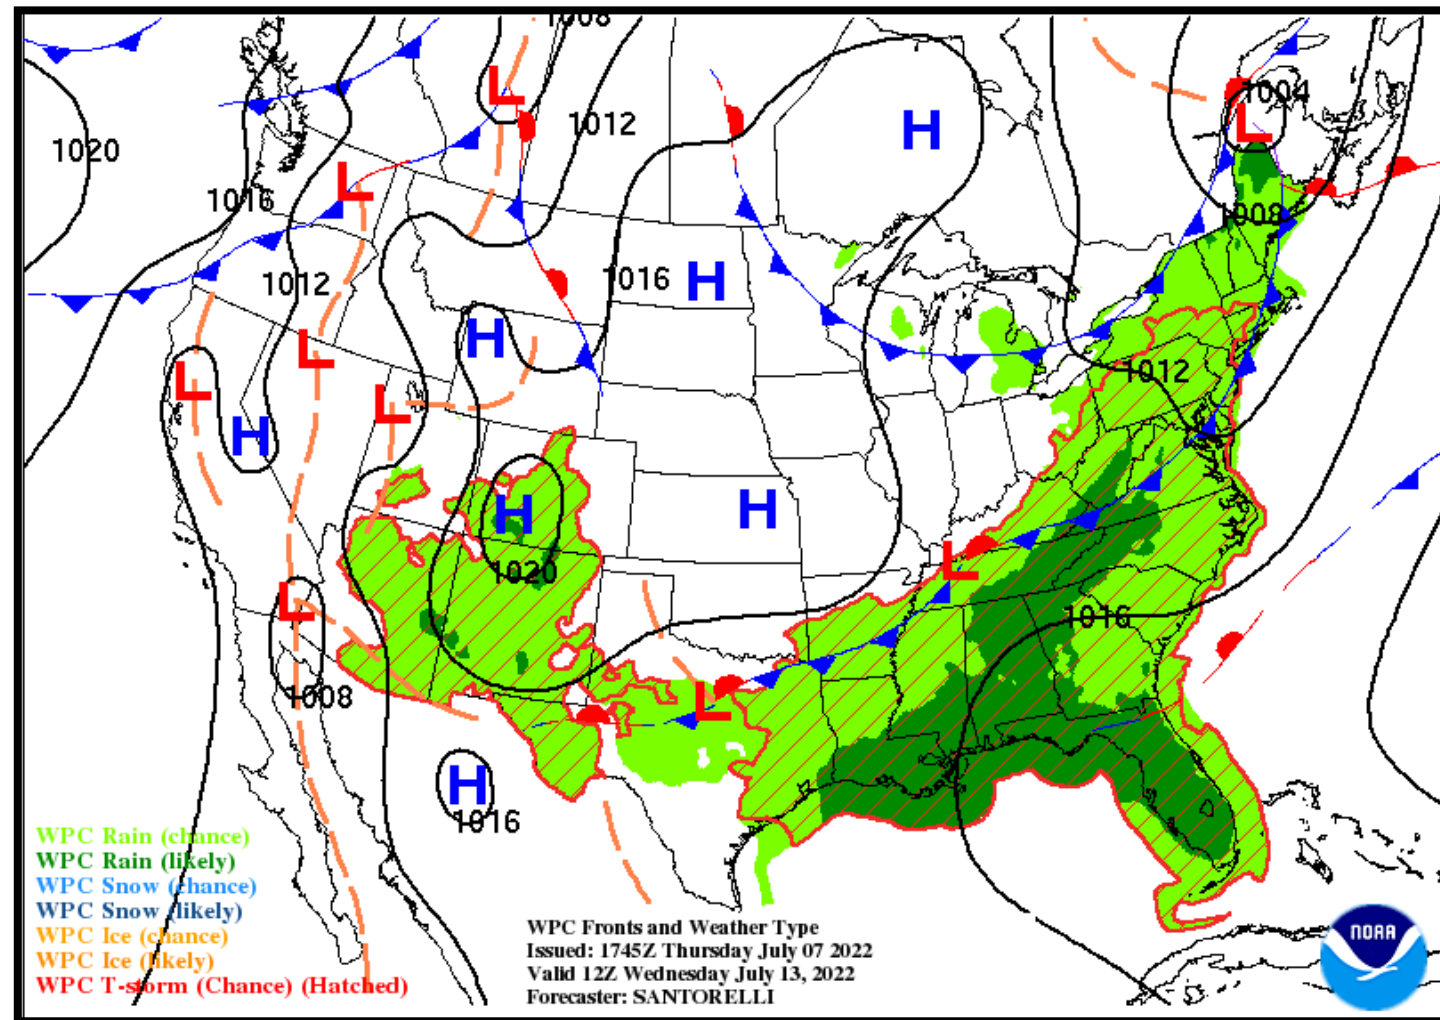 1008
L
1004
H
1012
L
1020
L
1016
1008
1012
1016
H
H
L
L
1012
L
H
H
H
1020
L
L
1016
1008
L
H
1016
WPC Rain (chance)
WPC Rain (likely)
WPC Snow (chance)
WPC Snow (likely)
WPC Ice (chance)
WPC Ice (likely)
WPC T-storm (Chance) (Hatched)
WPC Fronts and Weather Type
Issued: 1745Z Thursday July 07 2022
Valid 12Z Wednesday July 13, 2022
Forecaster: SANTORELLI
NOAA